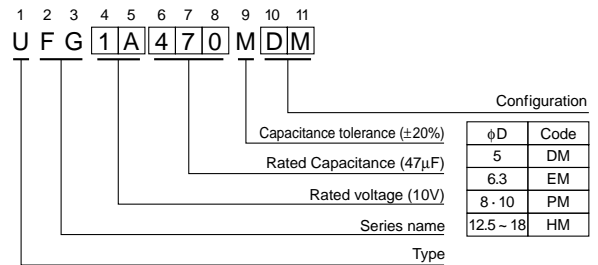 1 2 3 4 5 6 7 8 9 10 11
U F G 1 A 4 7 0 M D M
Configuration
Capacitance tolerance (±20%)
Rated Capacitance (47µF)
Rated voltage (10V)
Series name
Type
ϕD Code
5 DM
6.3 EM
8 · 10 PM
12.5 ~ 18 HM